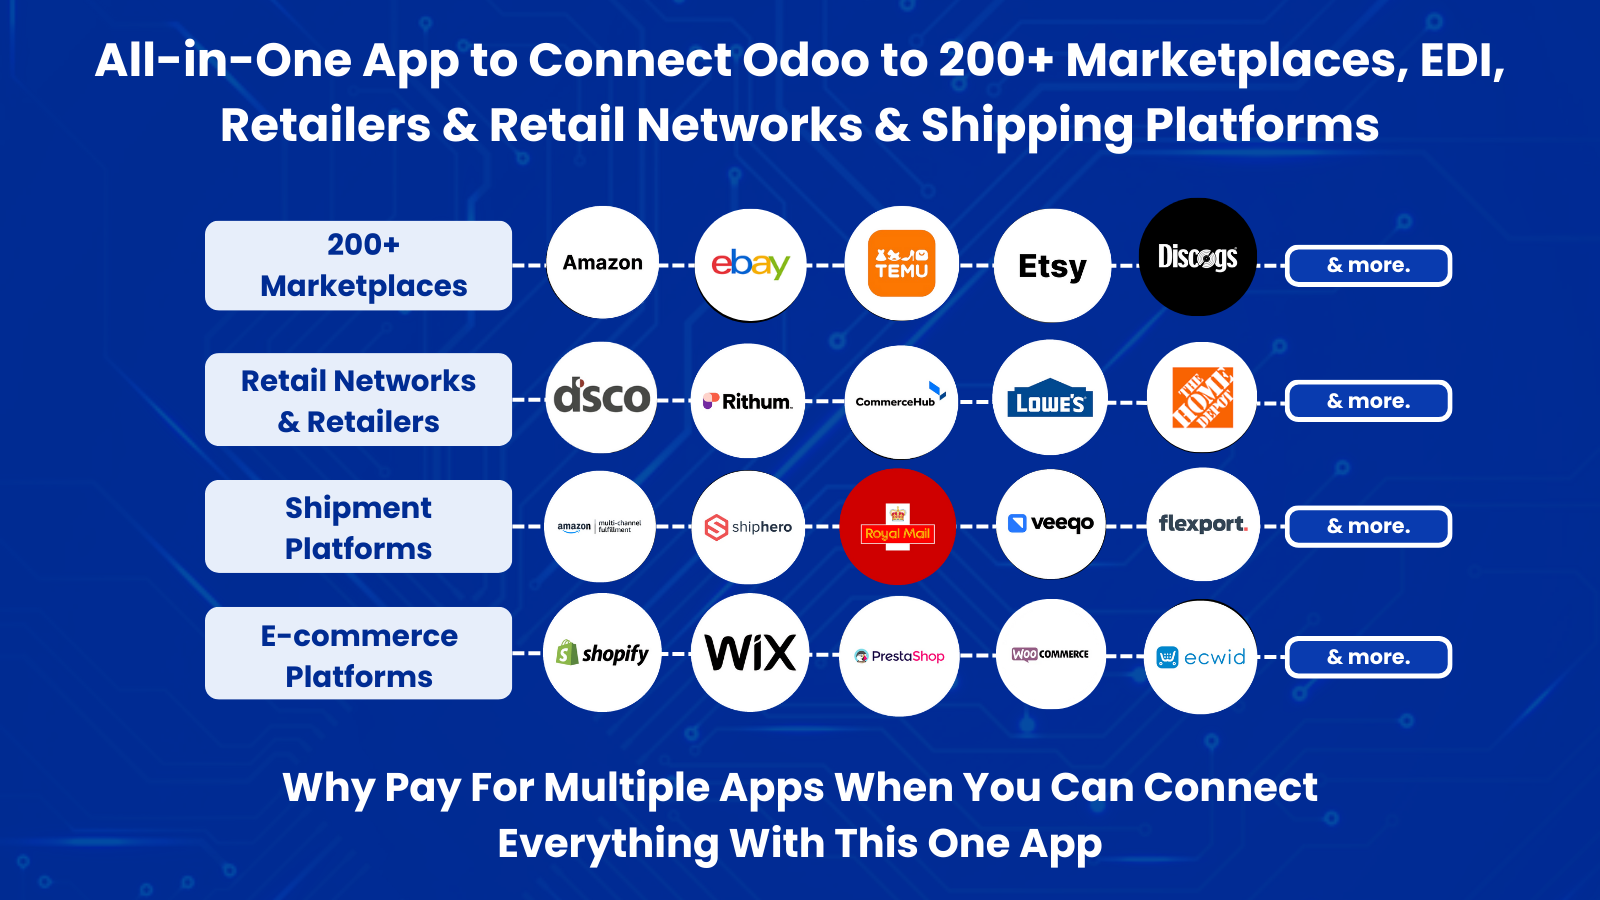 All-in-One App to Connect Odoo to 200+ Marketplaces, EDI,
Retailers & Retail Networks & Shipping Platforms
200+
Marketplaces
Amazon
ebay
TEMU
Etsy
Discogs
& more.
Retail Networks
& Retailers
dsco
Rithum
CommerceHub
LOWE'S
THE HOME DEPOT
& more.
Shipment
Platforms
amazon | multi-channel fulfillment
shiphero
Royal Mail
veeqo
flexport.
& more.
E-commerce
Platforms
shopify
WiX
PrestaShop
WOO COMMERCE
ecwid
& more.
Why Pay For Multiple Apps When You Can Connect
Everything With This One App